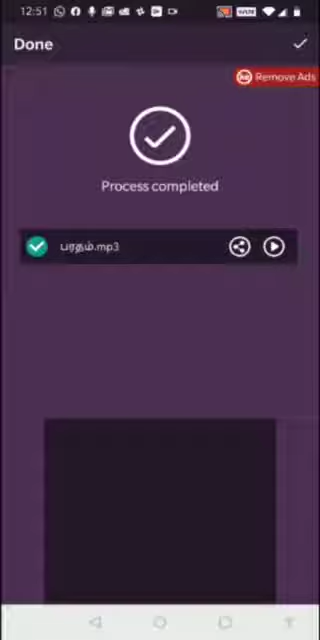 12:51
Done
Remove Ads
Process completed
பரதம்.mp3